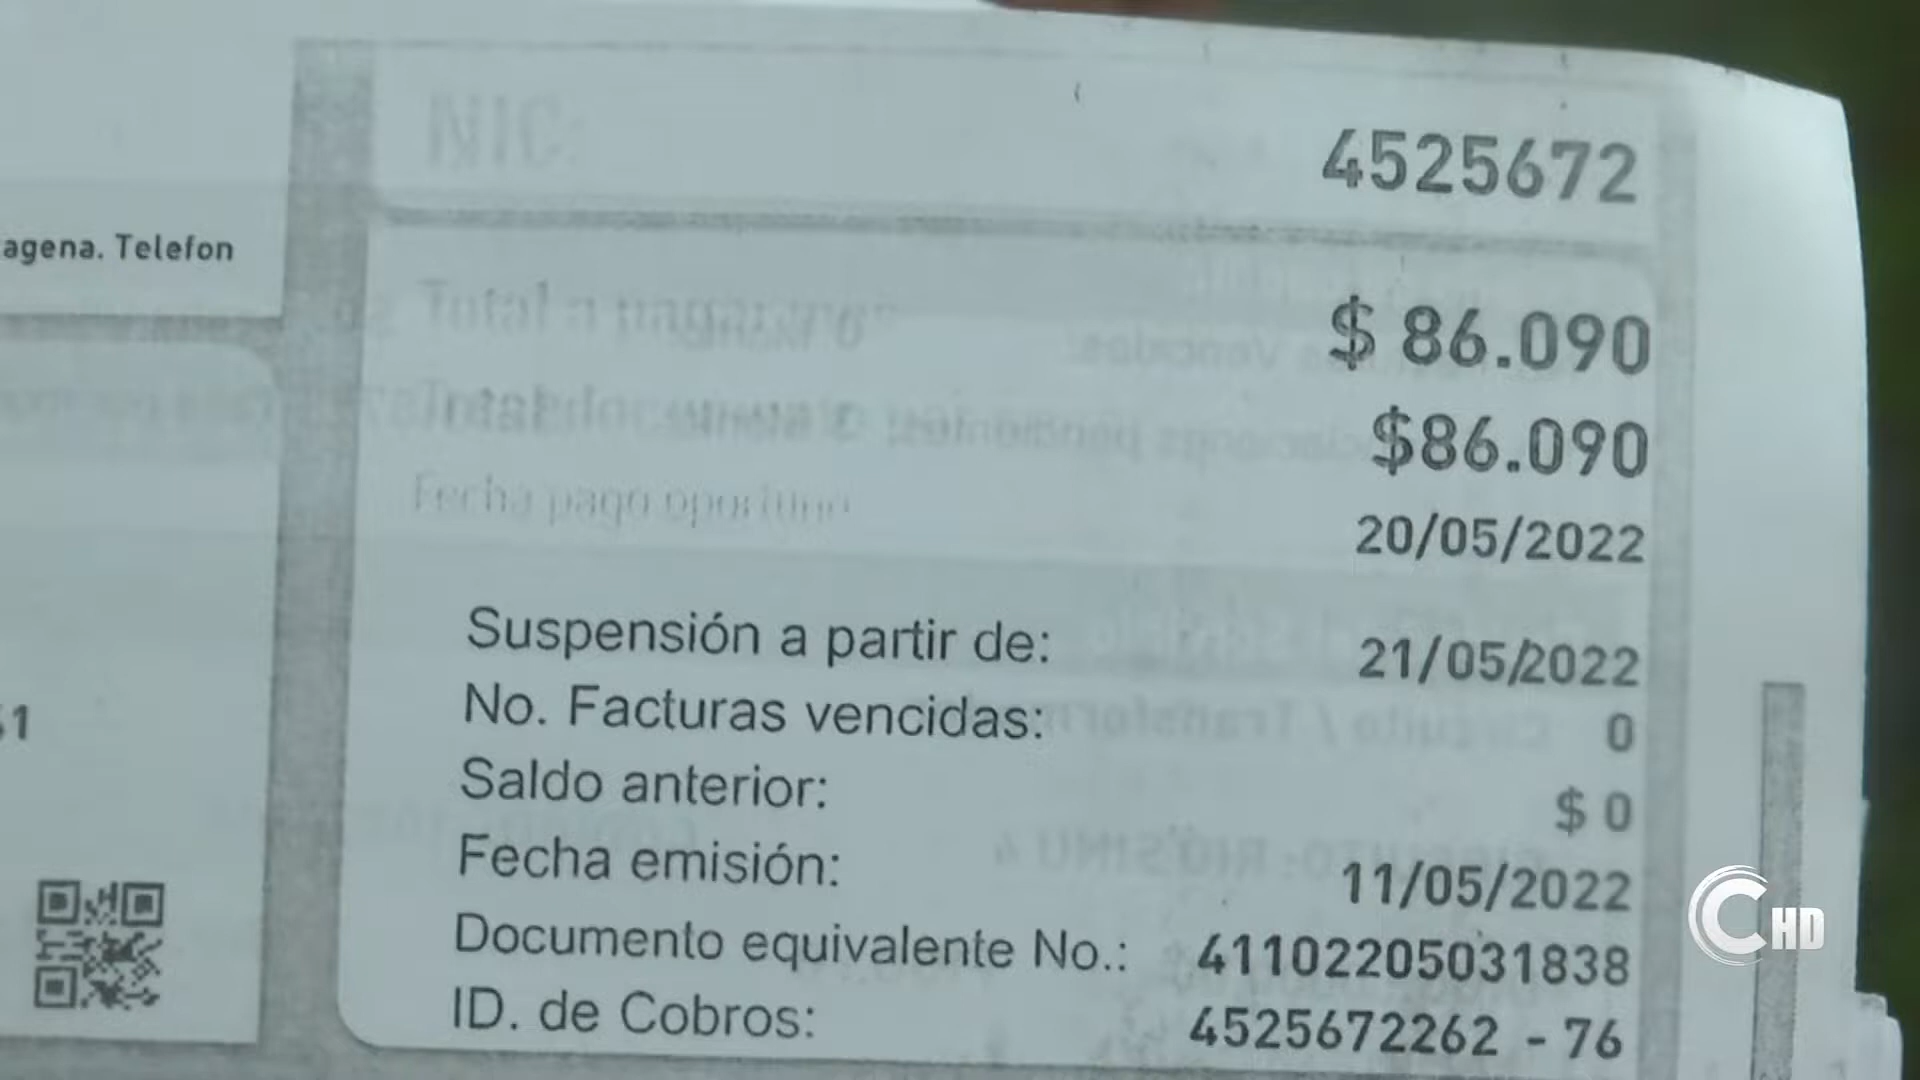 NIC: 4525672
agena. Telefon
Total a pagar $ 86.090
$86.090
Fecha pago oportuno 20/05/2022
Suspensión a partir de: 21/05/2022
No. Facturas vencidas: 0
Saldo anterior: $ 0
Fecha emisión: 11/05/2022
Documento equivalente No.: 41102205031838
ID. de Cobros: 4525672262 - 76
51
C HD